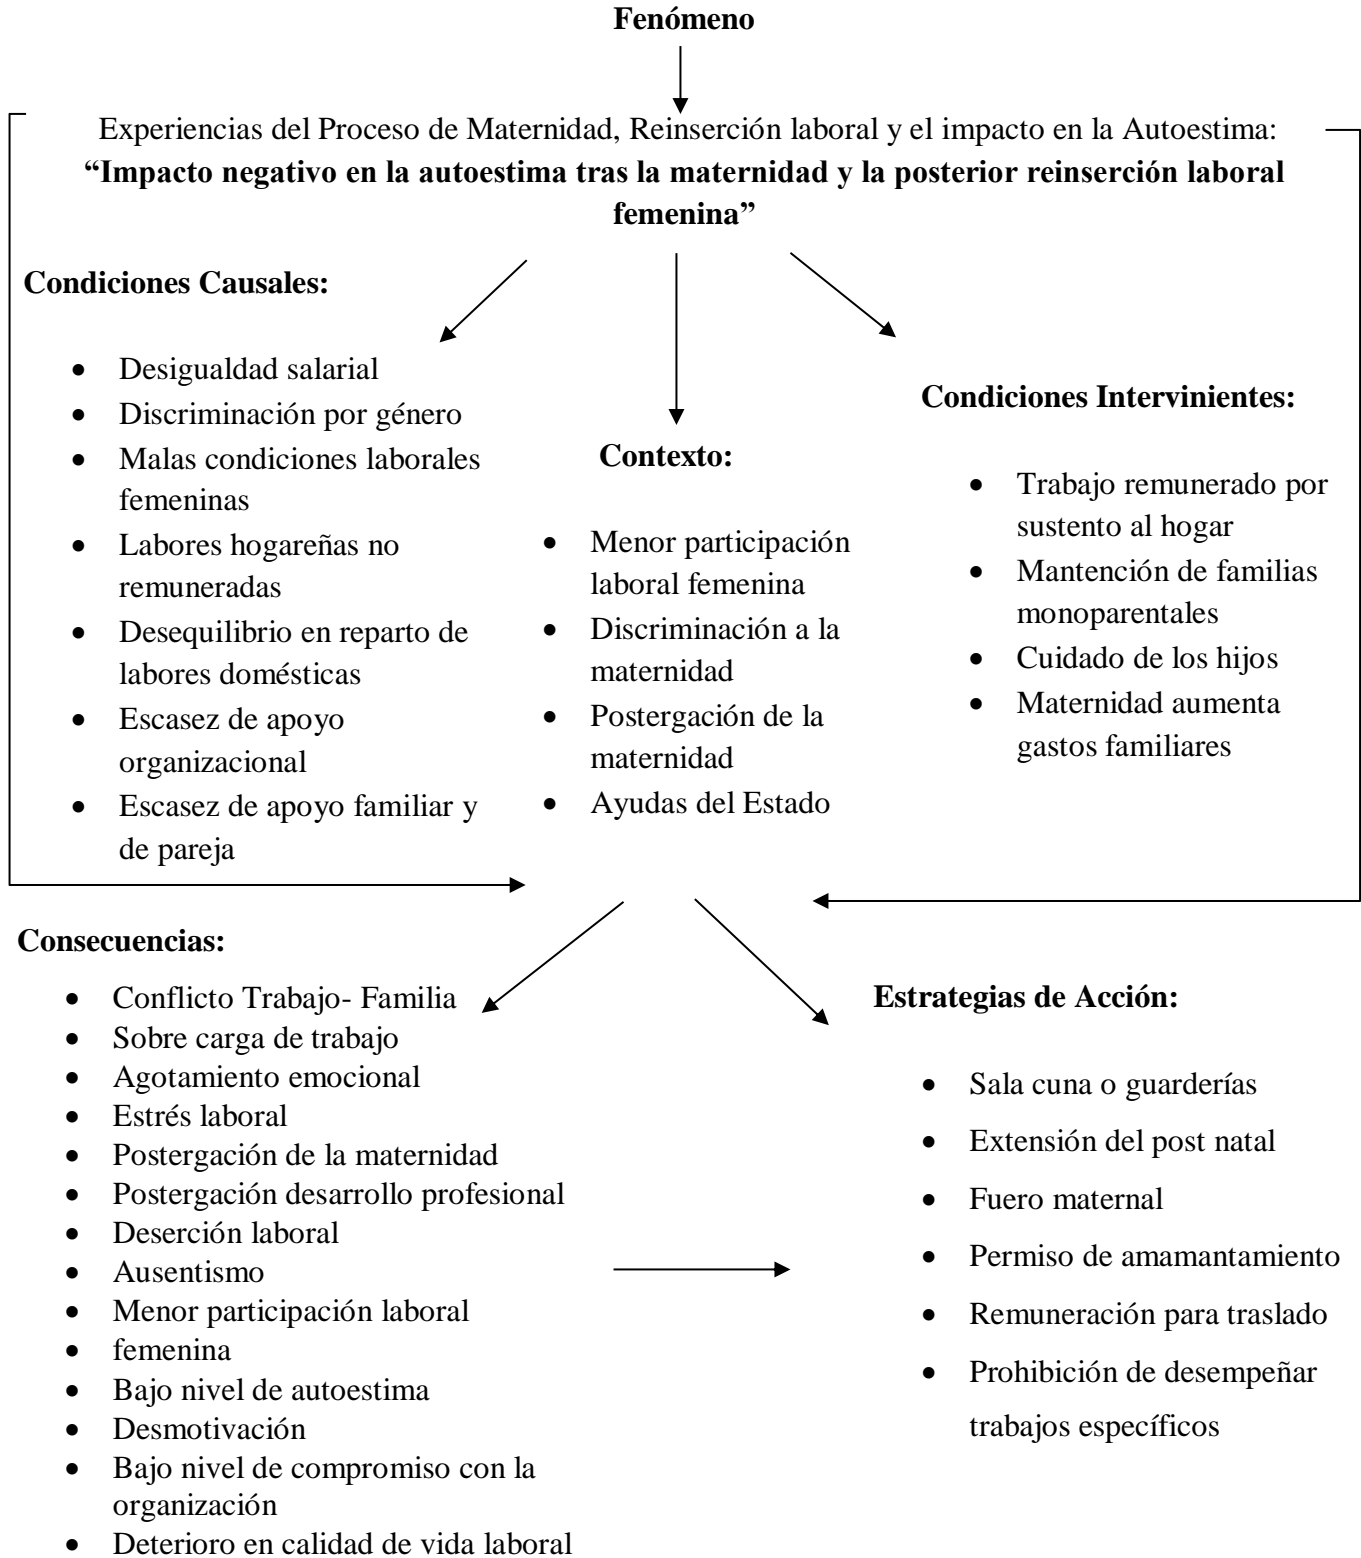 Fenómeno
Experiencias del Proceso de Maternidad, Reinserción laboral y el impacto en la Autoestima:
“Impacto negativo en la autoestima tras la maternidad y la posterior reinserción laboral
femenina”
Condiciones Causales:
• Desigualdad salarial
• Discriminación por género
• Malas condiciones laborales
femeninas
• Labores hogareñas no
remuneradas
• Desequilibrio en reparto de
labores domésticas
• Escasez de apoyo
organizacional
• Escasez de apoyo familiar y
de pareja
Contexto:
• Menor participación
laboral femenina
• Discriminación a la
maternidad
• Postergación de la
maternidad
• Ayudas del Estado
Condiciones Intervinientes:
• Trabajo remunerado por
sustento al hogar
• Mantención de familias
monoparentales
• Cuidado de los hijos
• Maternidad aumenta
gastos familiares
Consecuencias:
• Conflicto Trabajo- Familia
• Sobre carga de trabajo
• Agotamiento emocional
• Estrés laboral
• Postergación de la maternidad
• Postergación desarrollo profesional
• Deserción laboral
• Ausentismo
• Menor participación laboral
• femenina
• Bajo nivel de autoestima
• Desmotivación
• Bajo nivel de compromiso con la
organización
• Deterioro en calidad de vida laboral
Estrategias de Acción:
• Sala cuna o guarderías
• Extensión del post natal
• Fuero maternal
• Permiso de amamantamiento
• Remuneración para traslado
• Prohibición de desempeñar
trabajos específicos